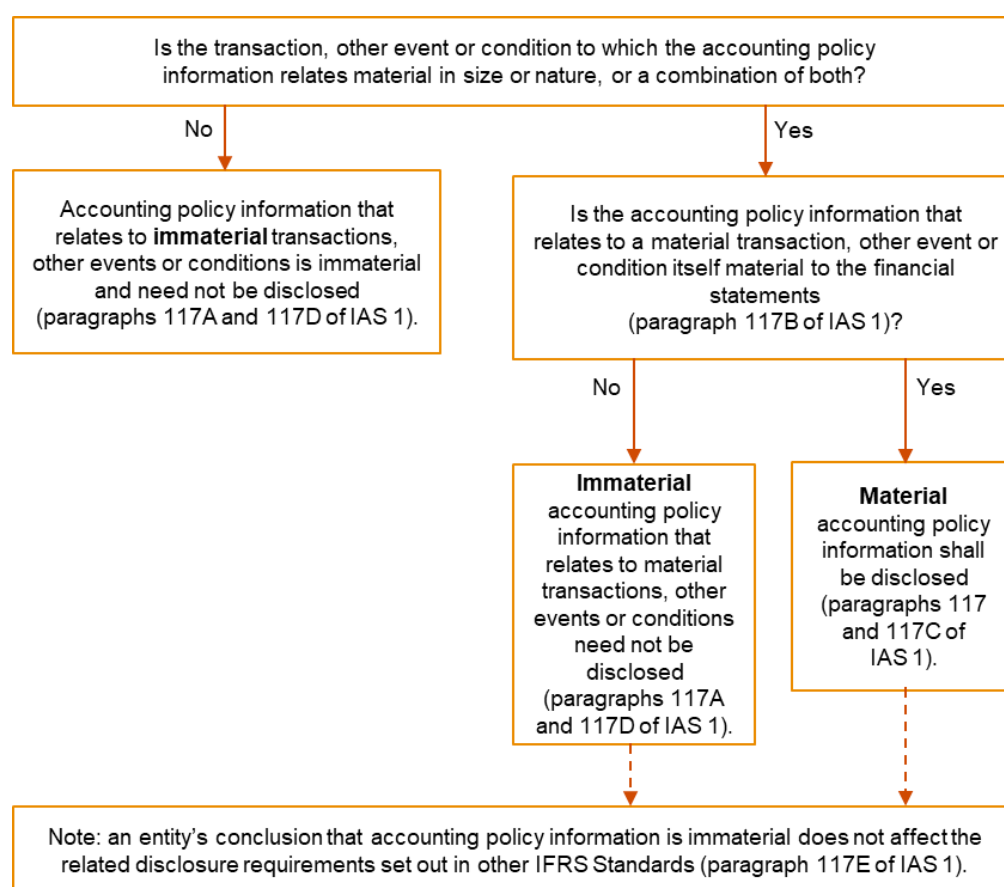 Is the transaction, other event or condition to which the accounting policy
information relates material in size or nature, or a combination of both?
No
Yes
Accounting policy information that
relates to immaterial transactions,
other events or conditions is immaterial
and need not be disclosed
(paragraphs 117A and 117D of IAS 1).
Is the accounting policy information that
relates to a material transaction, other event or
condition itself material to the financial
statements
(paragraph 117B of IAS 1)?
No
Yes
Immaterial
accounting policy
information that
relates to material
transactions, other
events or conditions
need not be
disclosed
(paragraphs 117A
and 117D of IAS 1).
Material
accounting policy
information shall
be disclosed
(paragraphs 117
and 117C of
IAS 1).
Note: an entity’s conclusion that accounting policy information is immaterial does not affect the
related disclosure requirements set out in other IFRS Standards (paragraph 117E of IAS 1).